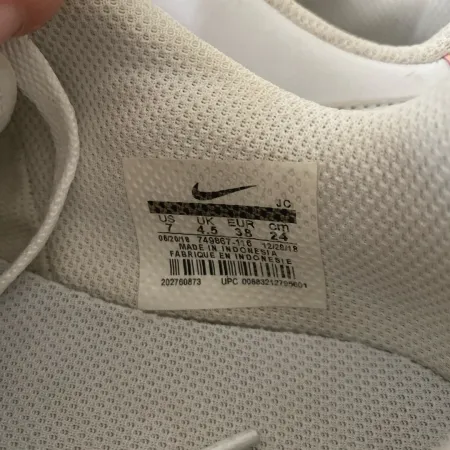 JC
US UK EUR cm
7 4.5 38 24
08/20/18 749867-116 12/20/18
MADE IN INDONESIA
FABRIQUE EN INDONESIE
202760873 UPC